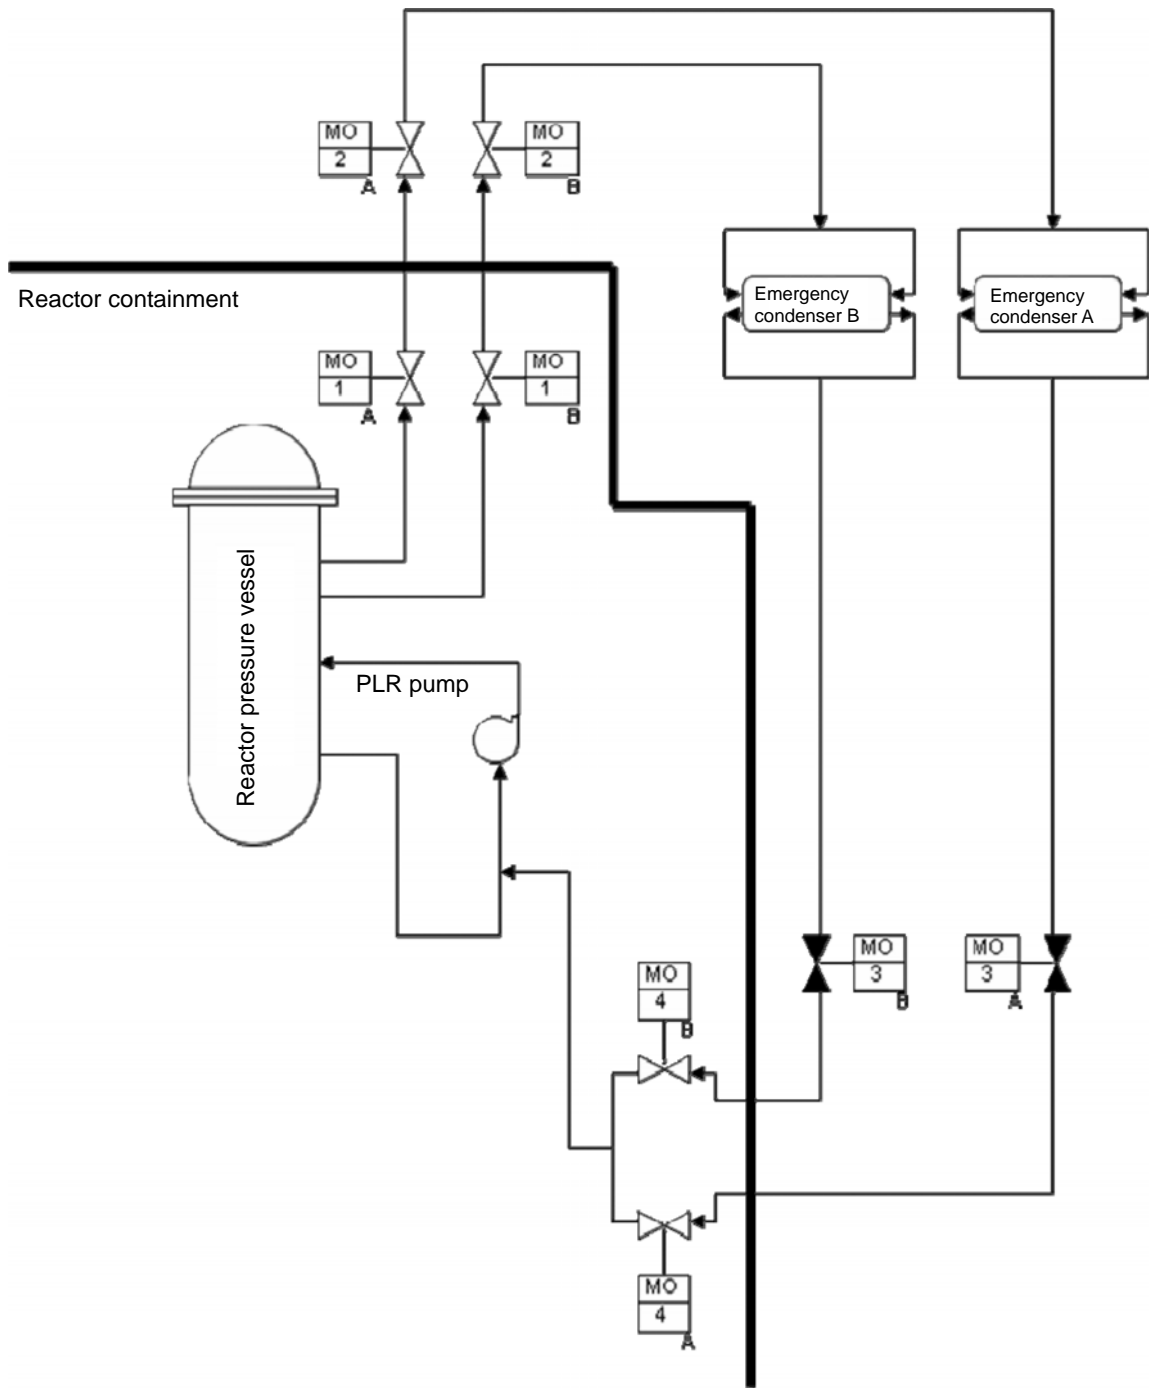 MO
2
A
MO
2
B
Reactor containment
Emergency
condenser B
Emergency
condenser A
MO
1
A
MO
1
B
Reactor pressure vessel
PLR pump
MO
3
B
MO
3
A
MO
4
B
MO
4
A